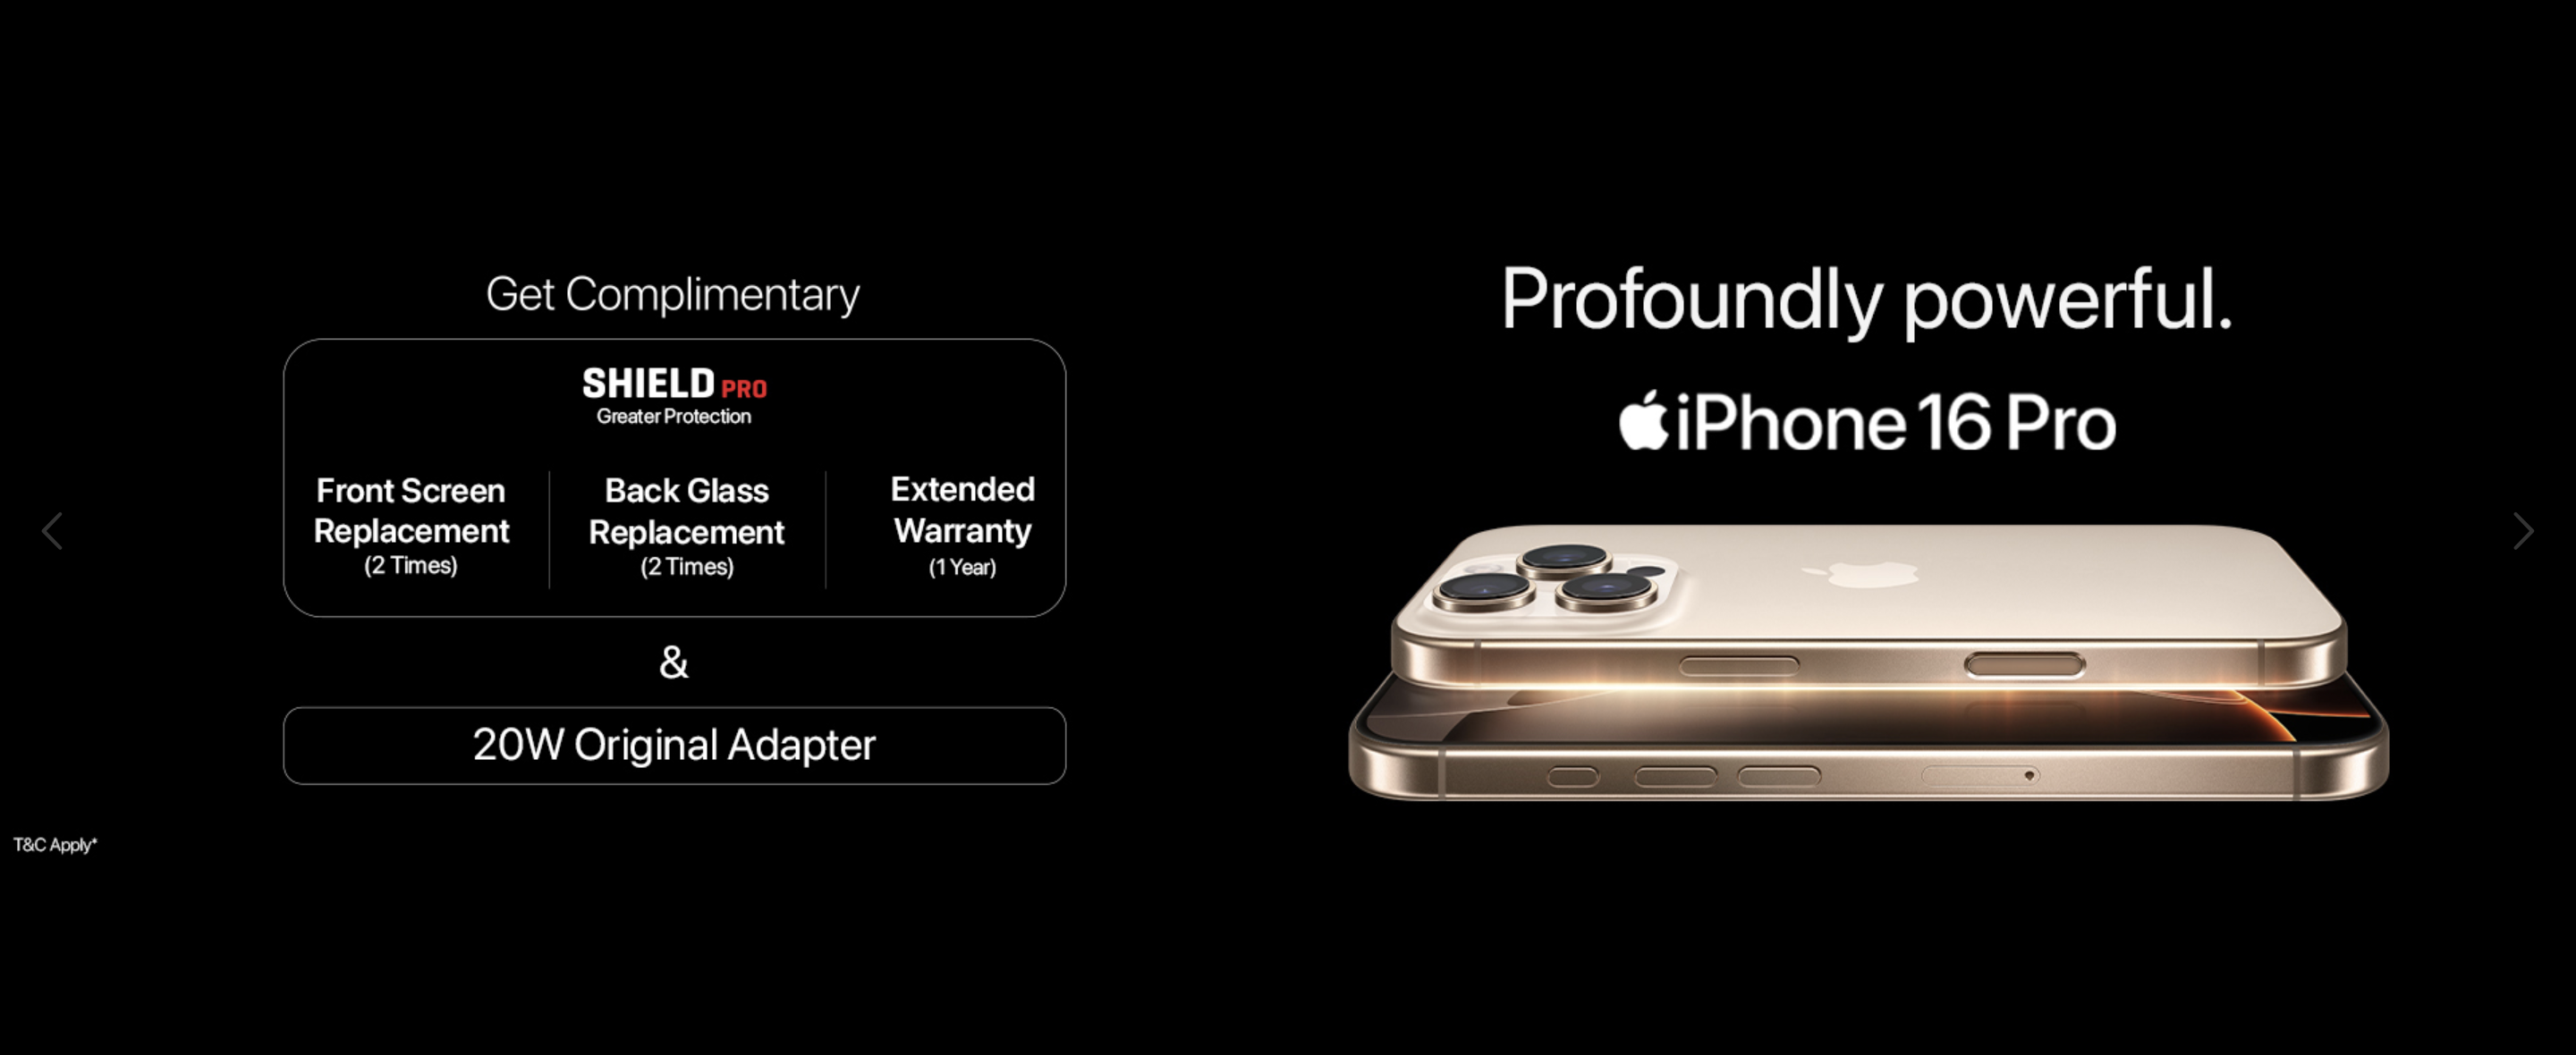 Get Complimentary
SHIELD PRO
Greater Protection
Front Screen
Replacement
(2 Times)
Back Glass
Replacement
(2 Times)
Extended
Warranty
(1 Year)
&
20W Original Adapter
T&C Apply*
Profoundly powerful.
iPhone 16 Pro